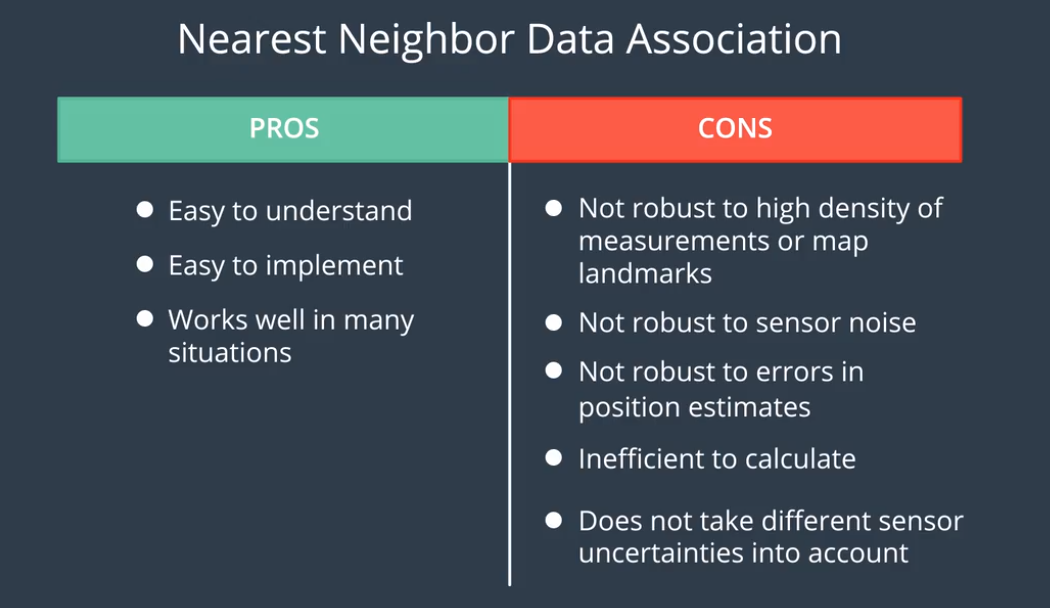 Nearest Neighbor Data Association
PROS
CONS
Easy to understand
Easy to implement
Works well in many
situations
Not robust to high density of
measurements or map
landmarks
Not robust to sensor noise
Not robust to errors in
position estimates
Inefficient to calculate
Does not take different sensor
uncertainties into account